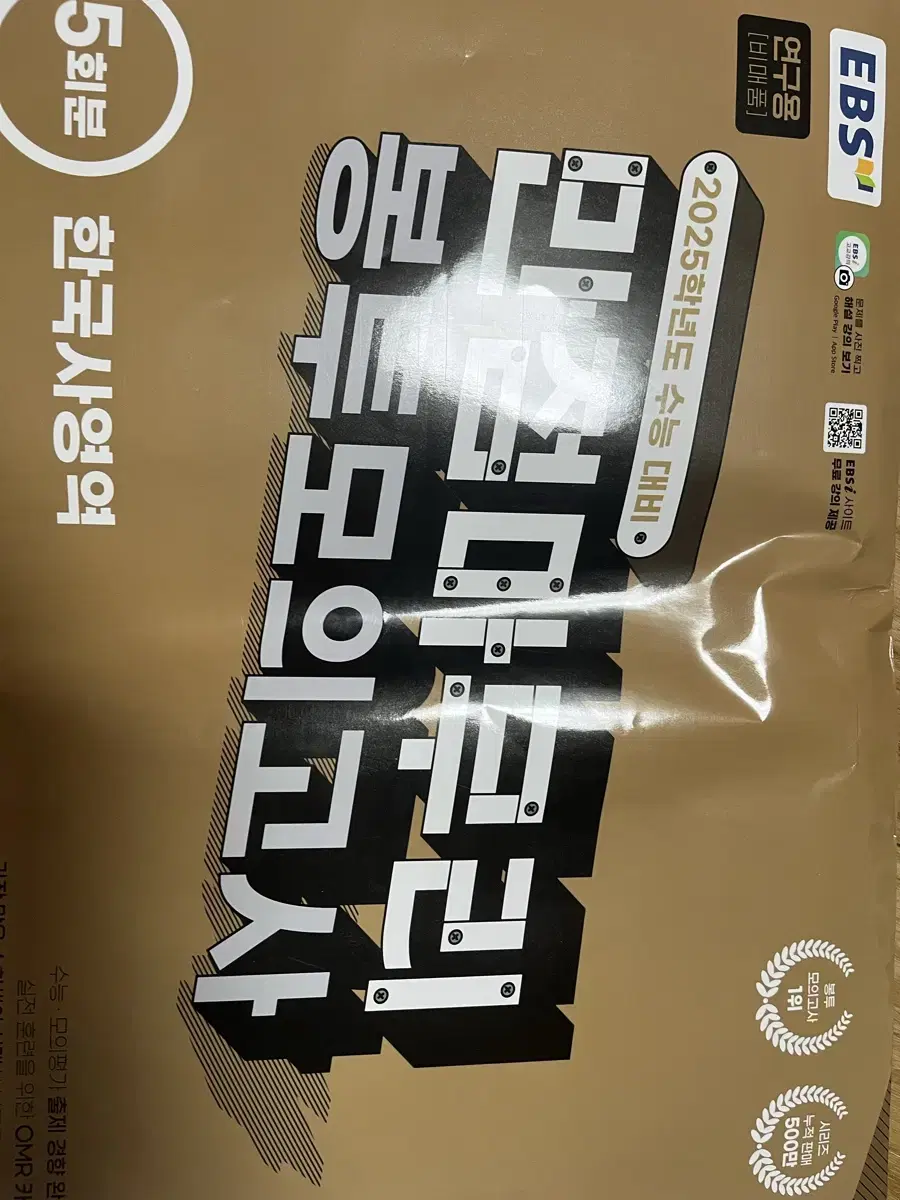 EBS
연구용
[비매품]
EBSi
고교강의
문제를 사진 찍고
해설 강의 보기
Google Play | App Store
EBSi 사이트
무료 강의 제공
봉투
모의고사
1위
시리즈
누적 판매
500만
2025학년도 수능 대비
만점마무리
봉투모의고사
5회분
한국사영역
수능·모의평가 출제 경향 완
실전 훈련을 위한 OMR 카